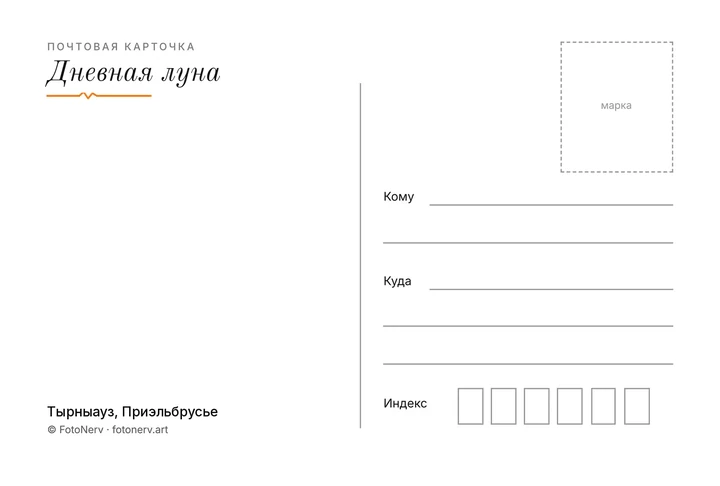 ПОЧТОВАЯ КАРТОЧКА
Дневная луна
марка
Кому
Куда
Индекс
Тырныауз, Приэльбрусье
© FotoNerv · fotonerv.art